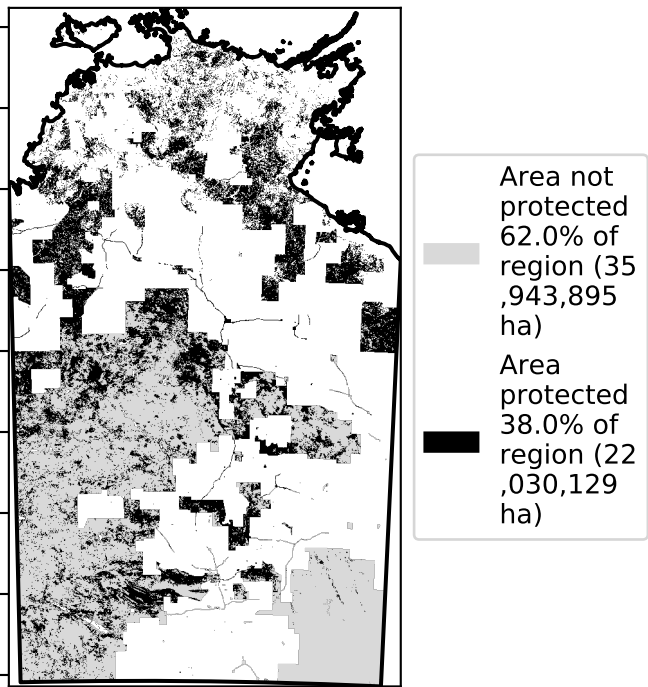 Area not
protected
62.0% of
region (35
,943,895
ha)
Area
protected
38.0% of
region (22
,030,129
ha)